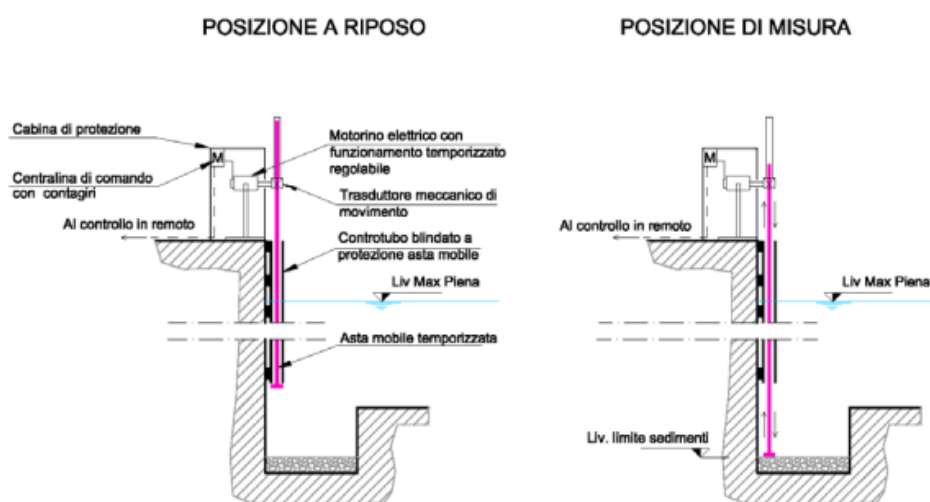 POSIZIONE A RIPOSO
Cabina di protezione
M
Centralina di comando
con contagiri
Al controllo in remoto
Motorino elettrico con
funzionamento temporizzato
regolabile
Trasduttore meccanico di
movimento
Controtubo blindato a
protezione asta mobile
Liv Max Piena
Asta mobile temporizzata
POSIZIONE DI MISURA
M
Al controllo in remoto
Liv Max Piena
Liv. limite sedimenti